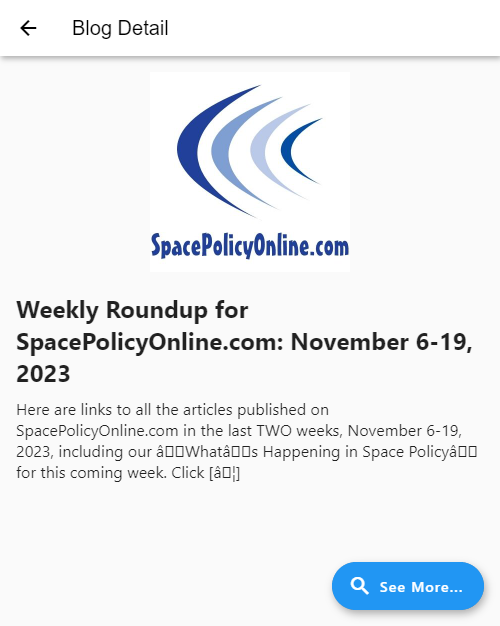 Blog Detail
SpacePolicyOnline.com
Weekly Roundup for
SpacePolicyOnline.com: November 6-19,
2023
Here are links to all the articles published on
SpacePolicyOnline.com in the last TWO weeks, November 6-19,
2023, including our â▯▯Whatâ▯▯s Happening in Space Policyâ▯▯
for this coming week. Click [â▯¦]
See More...